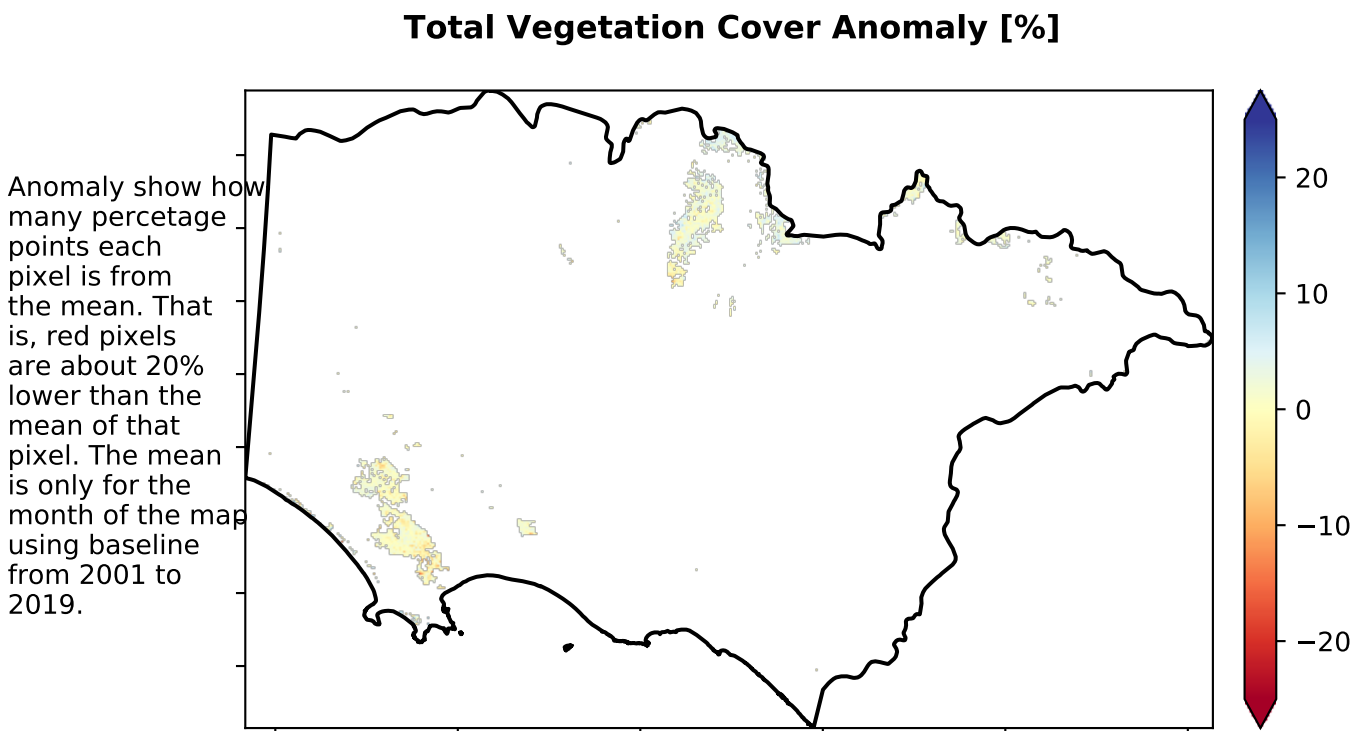 Total Vegetation Cover Anomaly [%]
Anomaly show how
many percetage
points each
pixel is from
the mean. That
is, red pixels
are about 20%
lower than the
mean of that
pixel. The mean
is only for the
month of the map
using baseline
from 2001 to
2019.
20
10
0
−10
−20